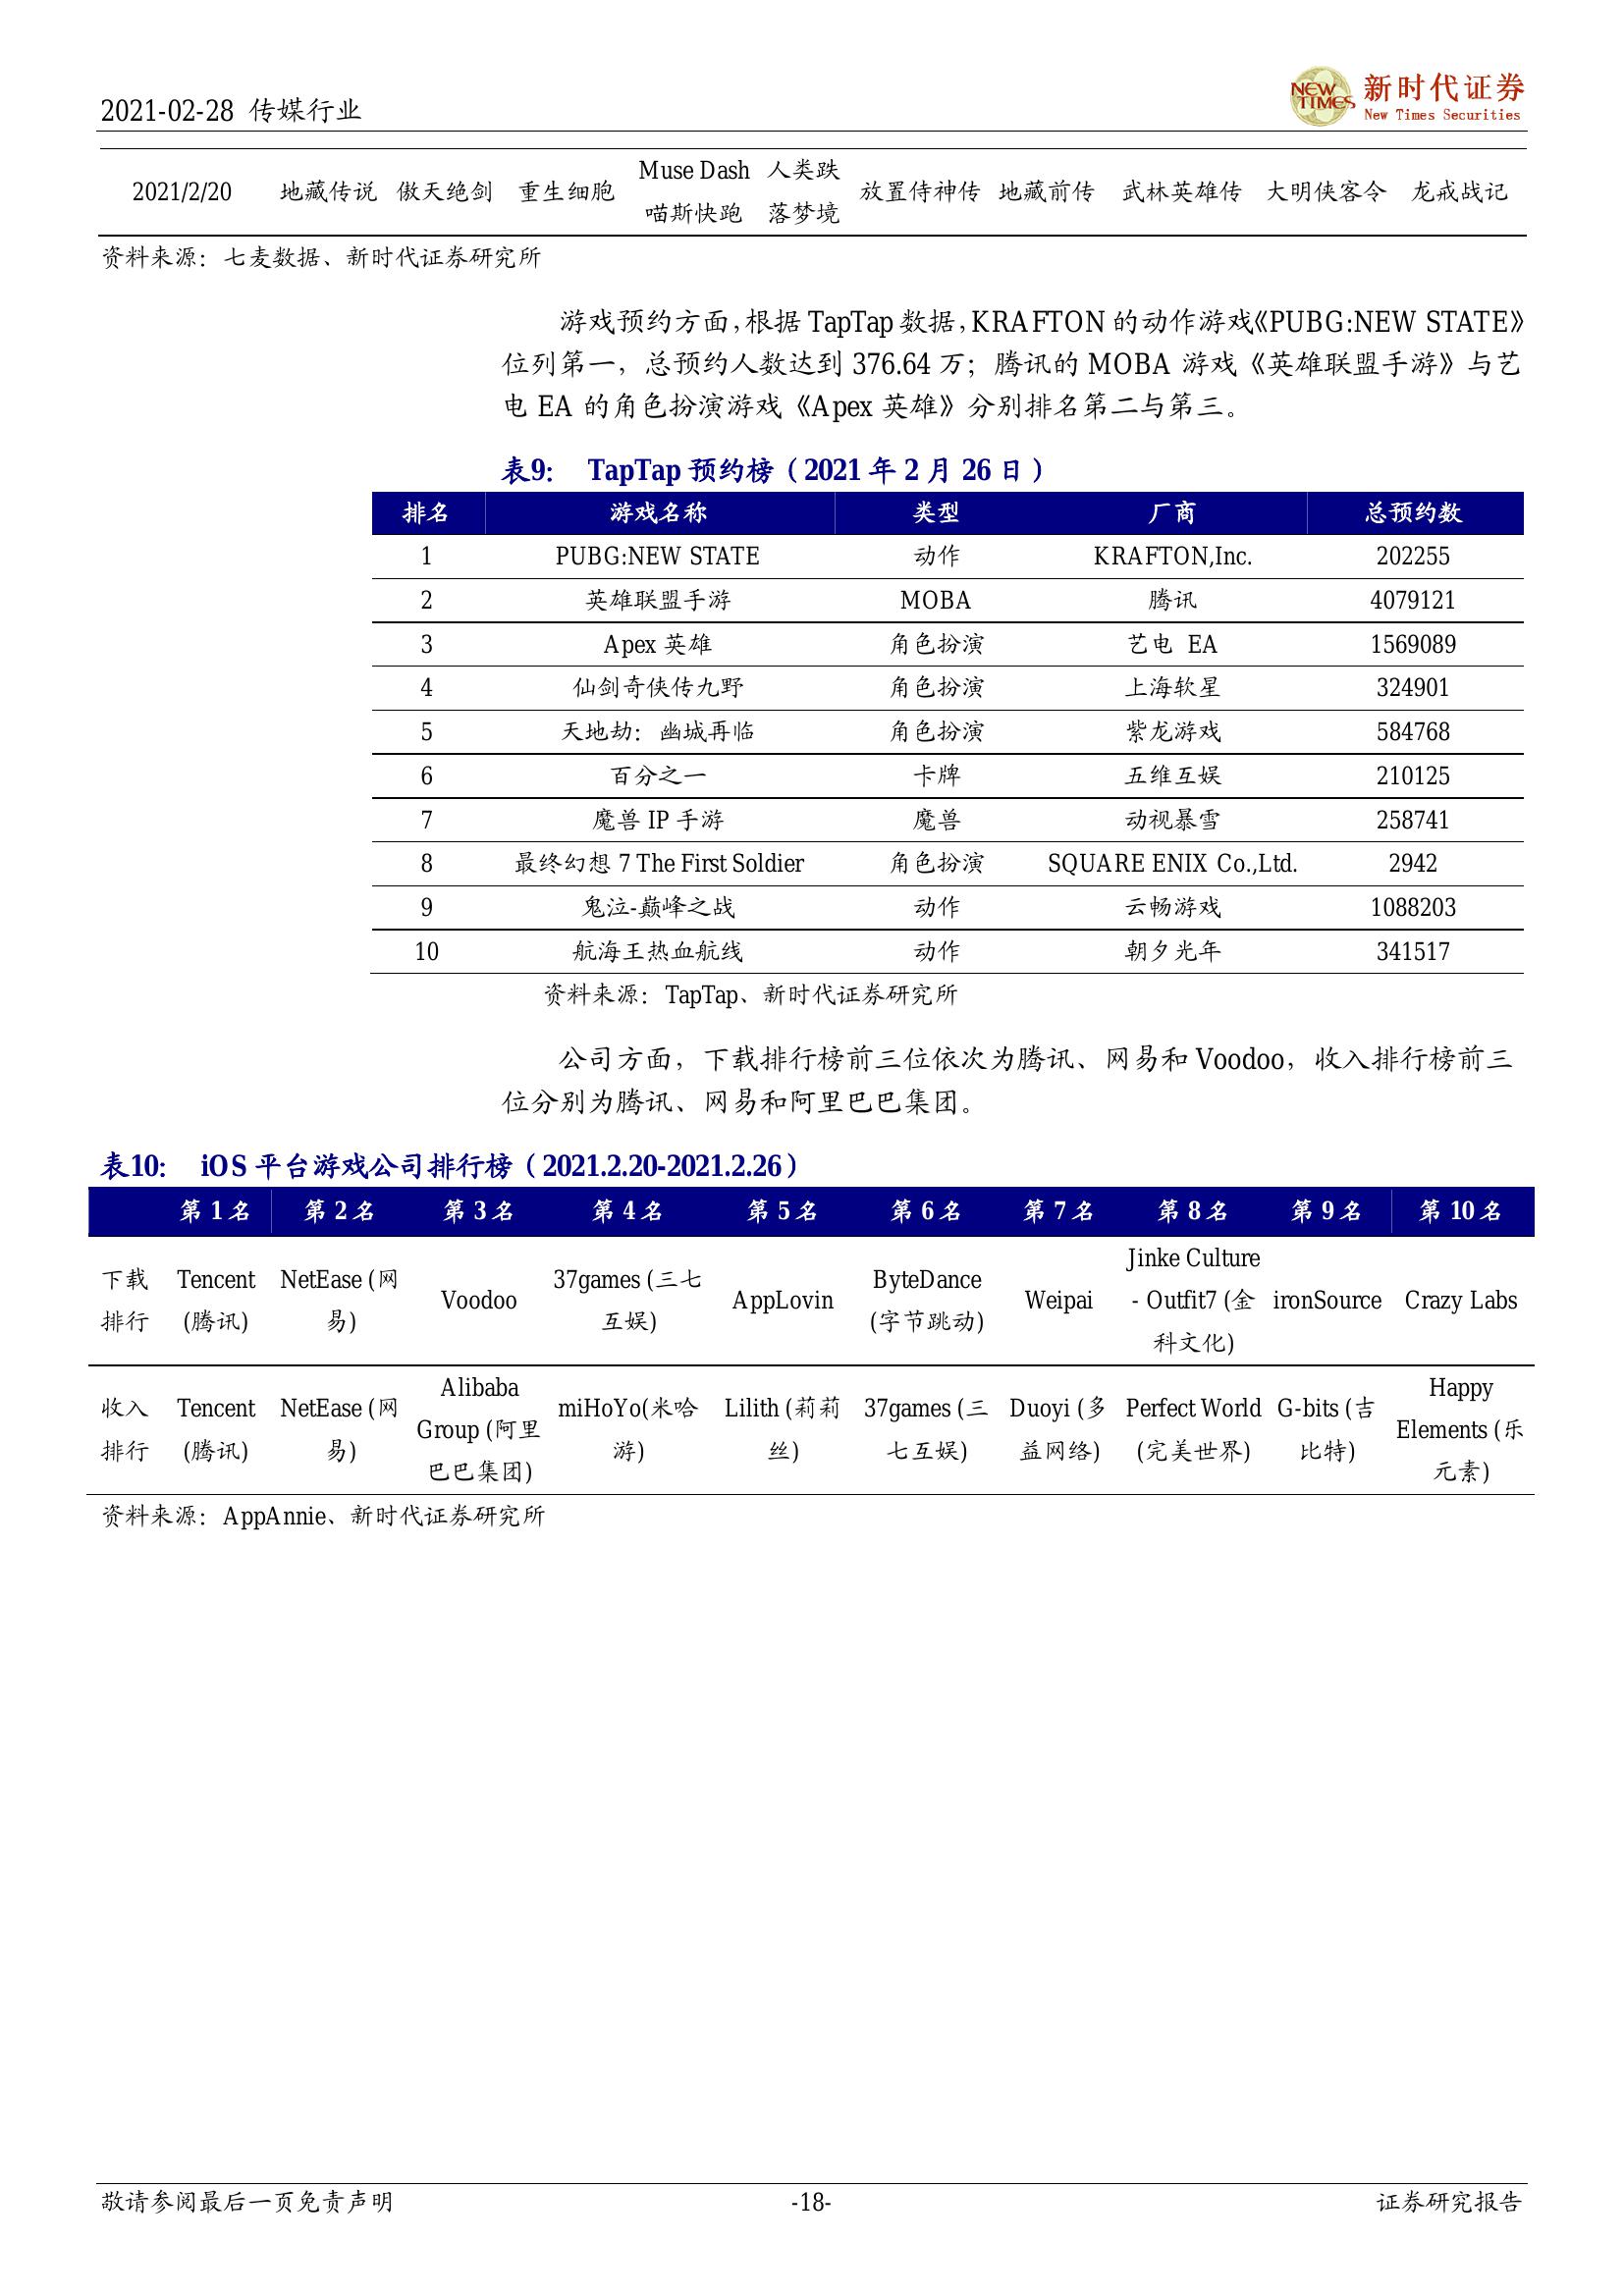 2021-02-28 传媒行业
NEW TIMES 新时代证券
New Times Securities
2021/2/20 地藏传说 傲天绝剑 重生细胞 Muse Dash 喵斯快跑 人类跌落梦境 放置侍神传 地藏前传 武林英雄传 大明侠客令 龙戒战记
资料来源：七麦数据、新时代证券研究所
游戏预约方面，根据 TapTap 数据，KRAFTON 的动作游戏《PUBG:NEW STATE》
位列第一，总预约人数达到 376.64 万；腾讯的 MOBA 游戏《英雄联盟手游》与艺
电 EA 的角色扮演游戏《Apex 英雄》分别排名第二与第三。
表9： TapTap 预约榜（2021 年 2 月 26 日）
排名 游戏名称 类型 厂商 总预约数
1 PUBG:NEW STATE 动作 KRAFTON,Inc. 202255
2 英雄联盟手游 MOBA 腾讯 4079121
3 Apex 英雄 角色扮演 艺电 EA 1569089
4 仙剑奇侠传九野 角色扮演 上海软星 324901
5 天地劫：幽城再临 角色扮演 紫龙游戏 584768
6 百分之一 卡牌 五维互娱 210125
7 魔兽 IP 手游 魔兽 动视暴雪 258741
8 最终幻想 7 The First Soldier 角色扮演 SQUARE ENIX Co.,Ltd. 2942
9 鬼泣-巅峰之战 动作 云畅游戏 1088203
10 航海王热血航线 动作 朝夕光年 341517
资料来源：TapTap、新时代证券研究所
公司方面，下载排行榜前三位依次为腾讯、网易和 Voodoo，收入排行榜前三
位分别为腾讯、网易和阿里巴巴集团。
表10： iOS 平台游戏公司排行榜（2021.2.20-2021.2.26）
第 1 名 第 2 名 第 3 名 第 4 名 第 5 名 第 6 名 第 7 名 第 8 名 第 9 名 第 10 名
下载排行 Tencent (腾讯) NetEase (网易) Voodoo 37games (三七互娱) AppLovin ByteDance (字节跳动) Weipai Jinke Culture - Outfit7 (金科文化) ironSource Crazy Labs
收入排行 Tencent (腾讯) NetEase (网易) Alibaba Group (阿里巴巴集团) miHoYo(米哈游) Lilith (莉莉丝) 37games (三七互娱) Duoyi (多益网络) Perfect World (完美世界) G-bits (吉比特) Happy Elements (乐元素)
资料来源：AppAnnie、新时代证券研究所
敬请参阅最后一页免责声明 -18- 证券研究报告